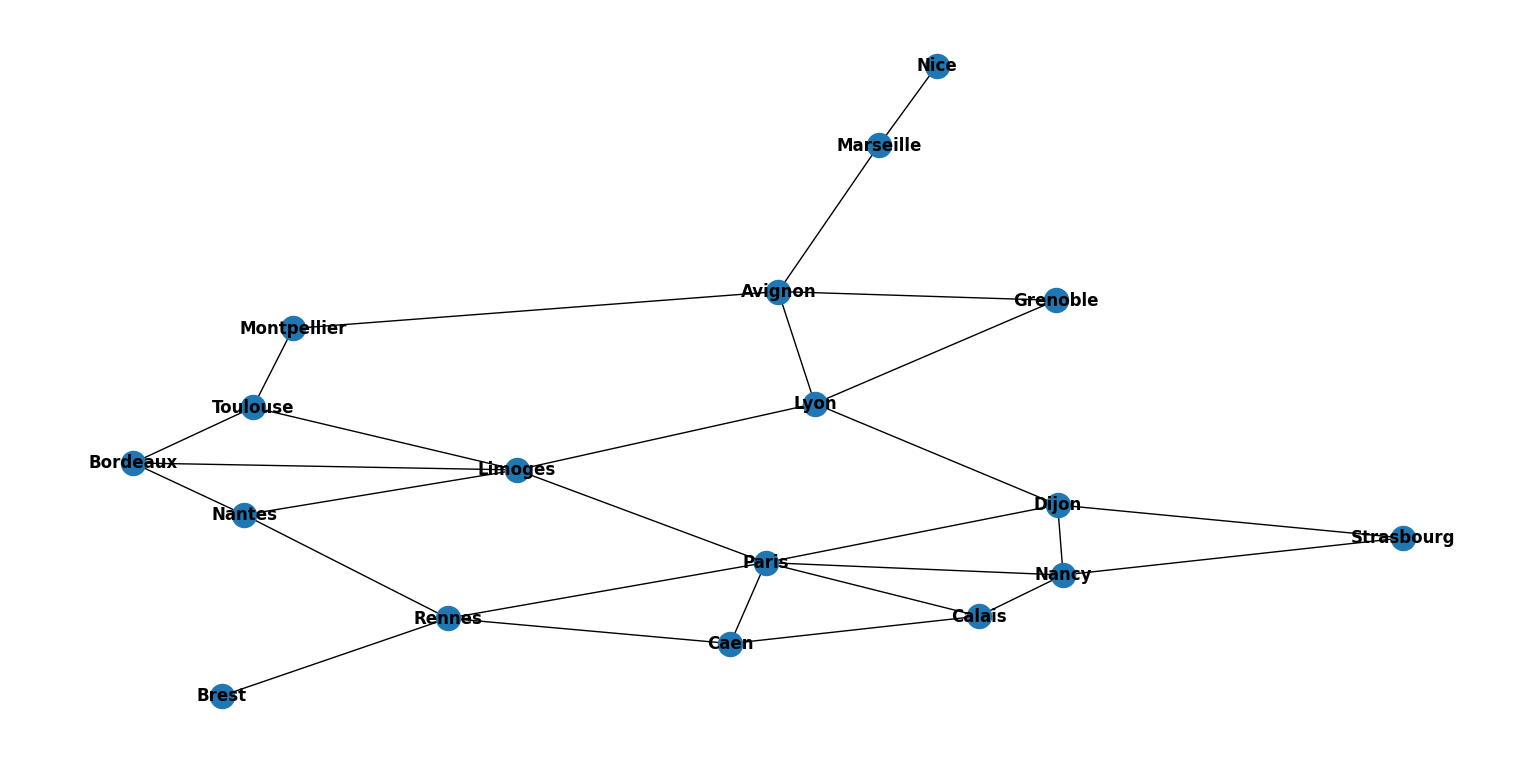 Nice
Marseille
Avignon
Grenoble
Montpellier
Lyon
Toulouse
Bordeaux
Limoges
Dijon
Nantes
Strasbourg
Paris
Nancy
Rennes
Calais
Caen
Brest